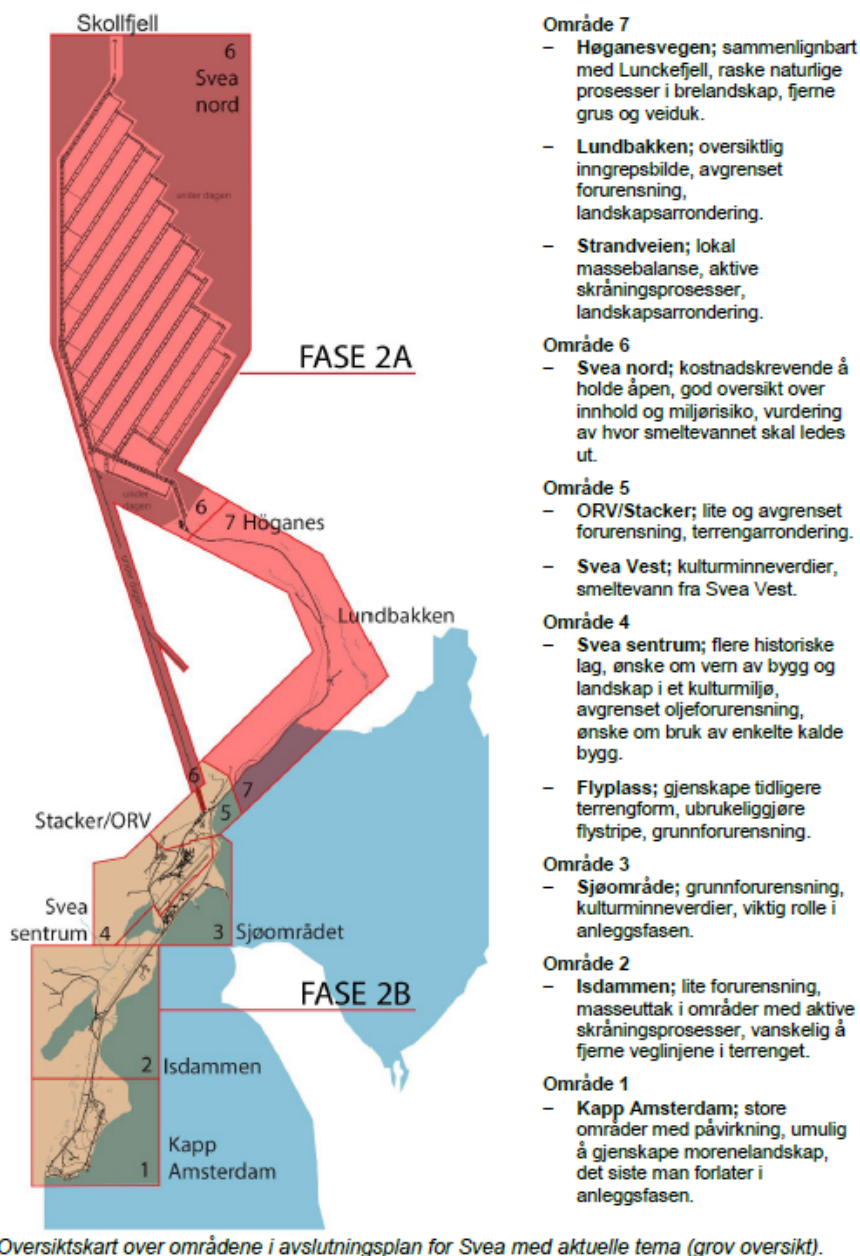 Skollfjell
6
Svea
nord
under dagen
FASE 2A
under
dagen
6
7 Höganes
under dagen
Lundbakken
6
7
5
Stacker/ORV
Svea
sentrum
4
3
Sjøområdet
FASE 2B
2
Isdammen
Kapp
Amsterdam
1
Område 7
– Høganesvegen; sammenlignbart
med Lunckefjell, raske naturlige
prosesser i brelandskap, fjerne
grus og veiduk.
– Lundbakken; oversiktlig
inngrepsbilde, avgrenset
forurensning,
landskapsarrondering.
– Strandveien; lokal
massebalanse, aktive
skråningsprosesser,
landskapsarrondering.
Område 6
– Svea nord; kostnadskrevende å
holde åpen, god oversikt over
innhold og miljørisiko, vurdering
av hvor smeltevannet skal ledes
ut.
Område 5
– ORV/Stacker; lite og avgrenset
forurensning, terrengarrondering.
– Svea Vest; kulturminneverdier,
smeltevann fra Svea Vest.
Område 4
– Svea sentrum; flere historiske
lag, ønske om vern av bygg og
landskap i et kulturmiljø,
avgrenset oljeforurensning,
ønske om bruk av enkelte kalde
bygg.
– Flyplass; gjenskape tidligere
terrengform, ubrukeliggjøre
flystripe, grunnforurensning.
Område 3
– Sjøområde; grunnforurensning,
kulturminneverdier, viktig rolle i
anleggsfasen.
Område 2
– Isdammen; lite forurensning,
masseuttak i områder med aktive
skråningsprosesser, vanskelig å
fjerne veglinjene i terrenget.
Område 1
– Kapp Amsterdam; store
områder med påvirkning, umulig
å gjenskape morenelandskap,
det siste man forlater i
anleggsfasen.
Oversiktskart over områdene i avslutningsplan for Svea med aktuelle tema (grov oversikt).